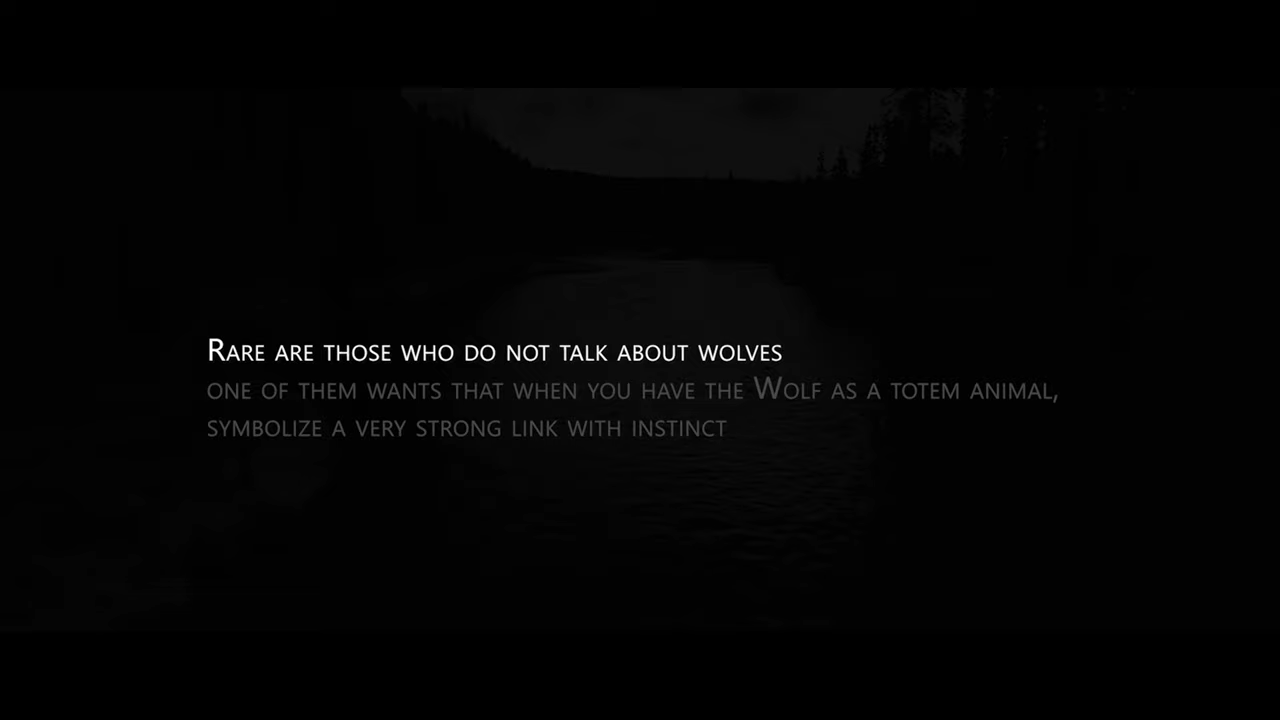 Rare are those who do not talk about wolves
one of them wants that when you have the Wolf as a totem animal,
symbolize a very strong link with instinct